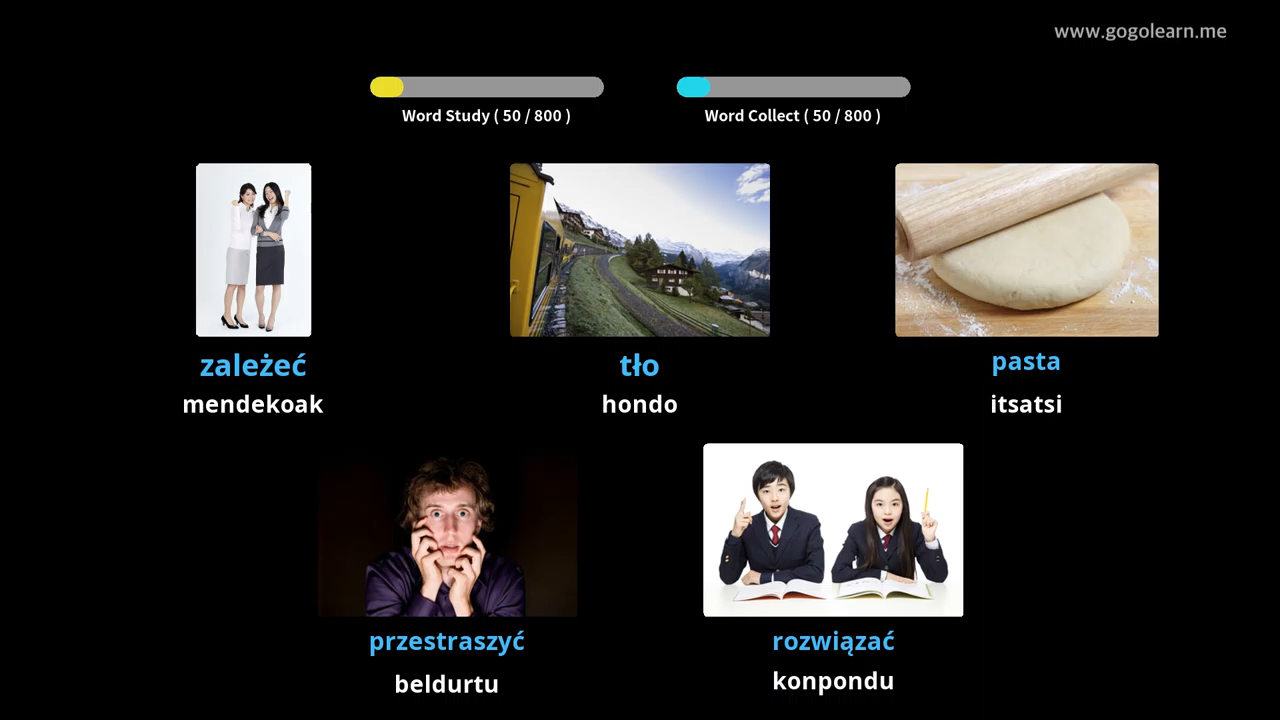 www.gogolearn.me
Word Study ( 50 / 800 )
Word Collect ( 50 / 800 )
zależeć
mendekoak
tło
hondo
pasta
itsatsi
przestraszyć
beldurtu
rozwiązać
konpondu